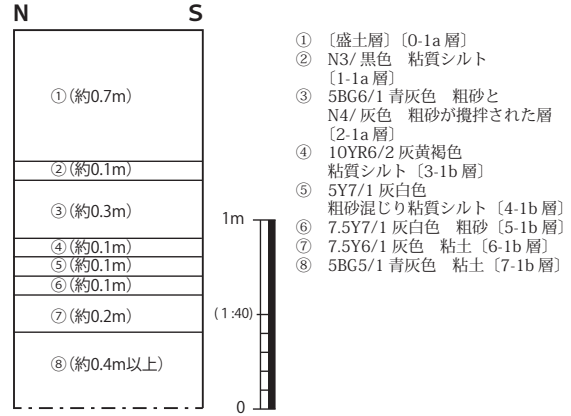 N
S
①(約0.7m)
②(約0.1m)
③(約0.3m)
④(約0.1m)
⑤(約0.1m)
⑥(約0.1m)
⑦(約0.2m)
⑧(約0.4m以上)
1m
(1:40)
0
① 〔盛土層〕〔0-1a 層〕
② N3/ 黒色 粘質シルト
〔1-1a 層〕
③ 5BG6/1 青灰色 粗砂と
N4/ 灰色 粗砂が攪拌された層
〔2-1a 層〕
④ 10YR6/2 灰黄褐色
粘質シルト〔3-1b 層〕
⑤ 5Y7/1 灰白色
粗砂混じり粘質シルト〔4-1b 層〕
⑥ 7.5Y7/1 灰白色 粗砂〔5-1b 層〕
⑦ 7.5Y6/1 灰色 粘土〔6-1b 層〕
⑧ 5BG5/1 青灰色 粘土〔7-1b 層〕